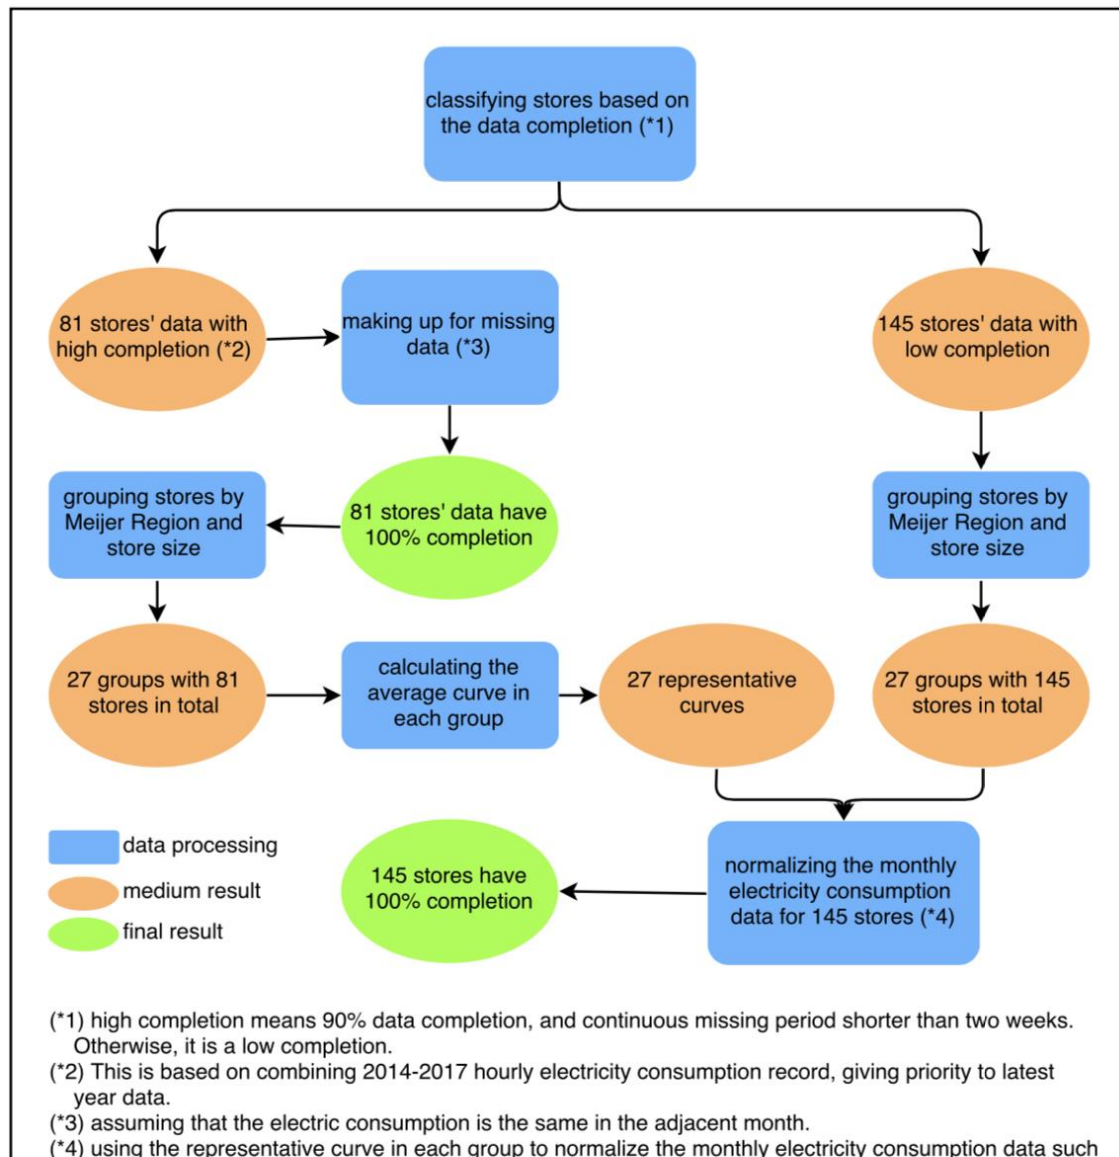 classifying stores based on
the data completion (*1)
81 stores' data with
high completion (*2)
making up for missing
data (*3)
145 stores' data with
low completion
grouping stores by
Meijer Region and
store size
81 stores' data have
100% completion
grouping stores by
Meijer Region and
store size
27 groups with 81
stores in total
calculating the
average curve in
each group
27 representative
curves
27 groups with 145
stores in total
data processing
medium result
final result
145 stores have
100% completion
normalizing the monthly
electricity consumption
data for 145 stores (*4)
(*1) high completion means 90% data completion, and continuous missing period shorter than two weeks.
Otherwise, it is a low completion.
(*2) This is based on combining 2014-2017 hourly electricity consumption record, giving priority to latest
year data.
(*3) assuming that the electric consumption is the same in the adjacent month.
(*4) using the representative curve in each group to normalize the monthly electricity consumption data such